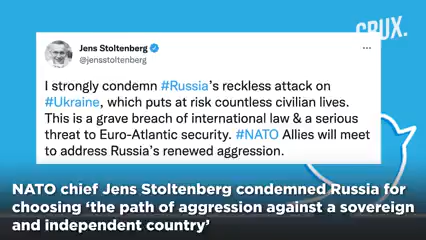 CRUX.
Jens Stoltenberg
@jensstoltenberg
I strongly condemn #Russia's reckless attack on
#Ukraine, which puts at risk countless civilian lives.
This is a grave breach of international law & a serious
threat to Euro-Atlantic security. #NATO Allies will meet
to address Russia's renewed aggression.
NATO chief Jens Stoltenberg condemned Russia for
choosing ‘the path of aggression against a sovereign
and independent country’